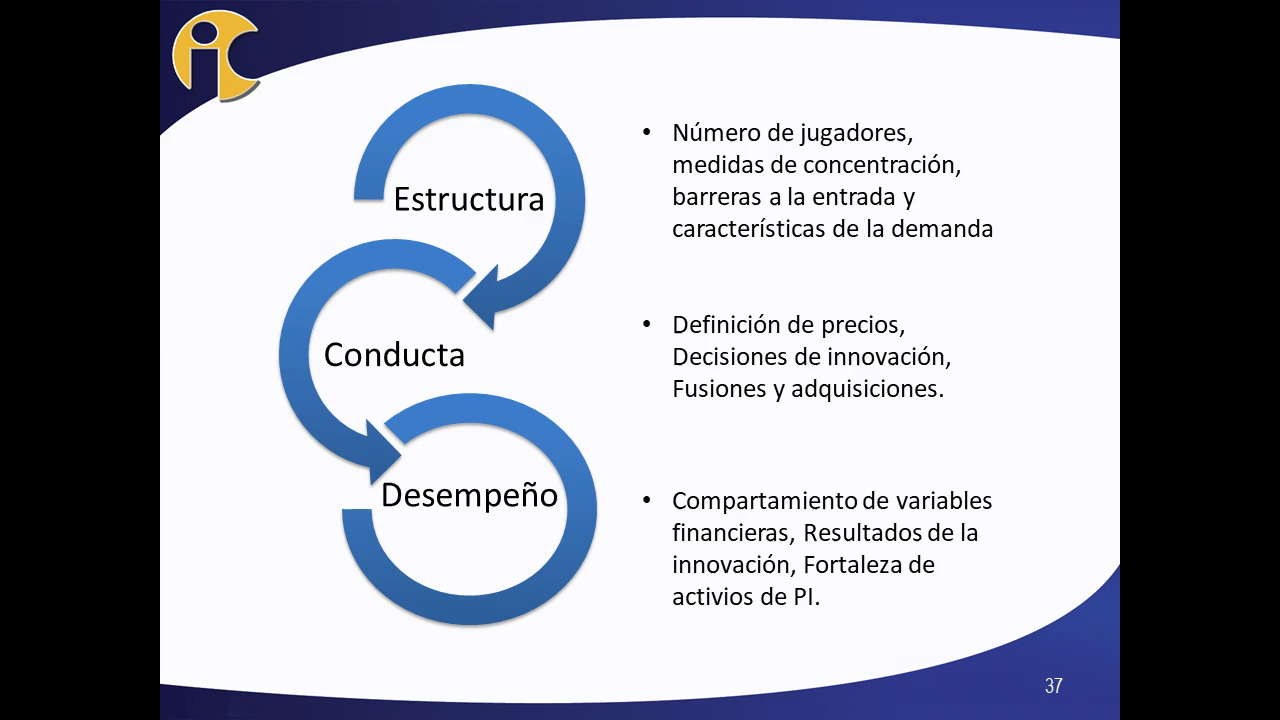 Estructura
• Número de jugadores,
medidas de concentración,
barreras a la entrada y
características de la demanda
Conducta
• Definición de precios,
Decisiones de innovación,
Fusiones y adquisiciones.
Desempeño
• Compartamiento de variables
financieras, Resultados de la
innovación, Fortaleza de
activios de PI.
37